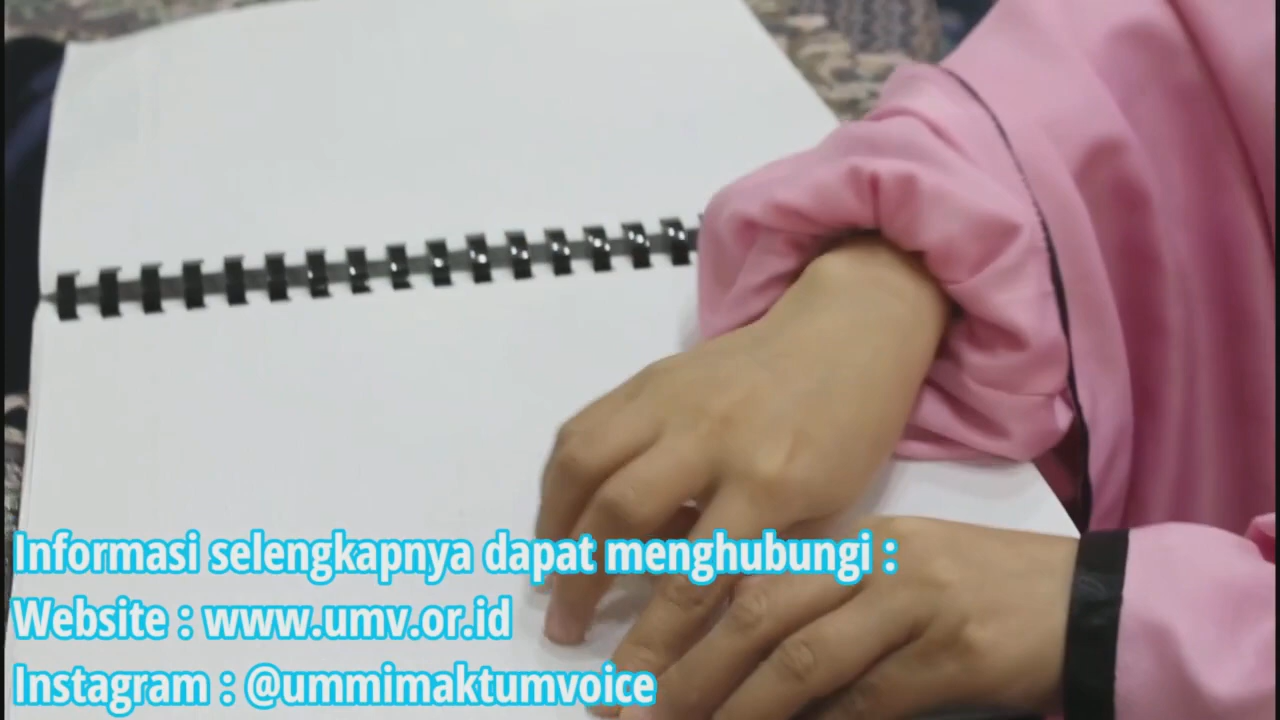 Informasi selengkapnya dapat menghubungi :
Website : www.umv.or.id
Instagram : @ummimaktumvoice